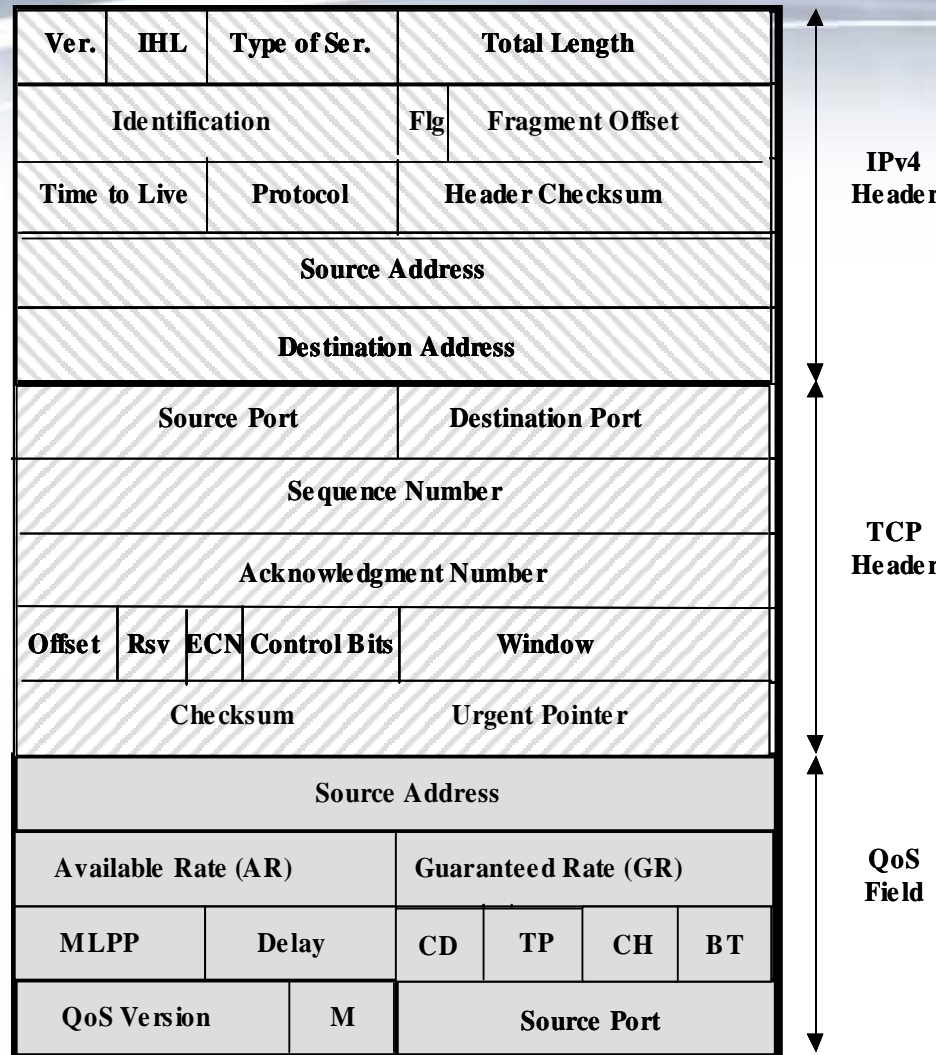 Ver. IHL Type of Ser. Total Length
Identification Flg Fragment Offset
Time to Live Protocol Header Checksum
Source Address
Destination Address
IPv4
Header
Source Port Destination Port
Sequence Number
Acknowledgment Number
Offset Rsv ECN Control Bits Window
Checksum Urgent Pointer
TCP
Header
Source Address
Available Rate (AR) Guaranteed Rate (GR)
MLPP Delay CD TP CH BT
QoS Version M Source Port
QoS
Field